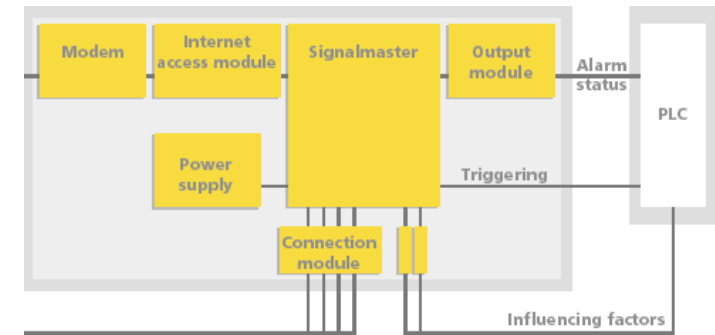 Modem
Internet
access module
Signalmaster
Output
module
Alarm
status
PLC
Power
supply
Triggering
Connection
module
Influencing factors